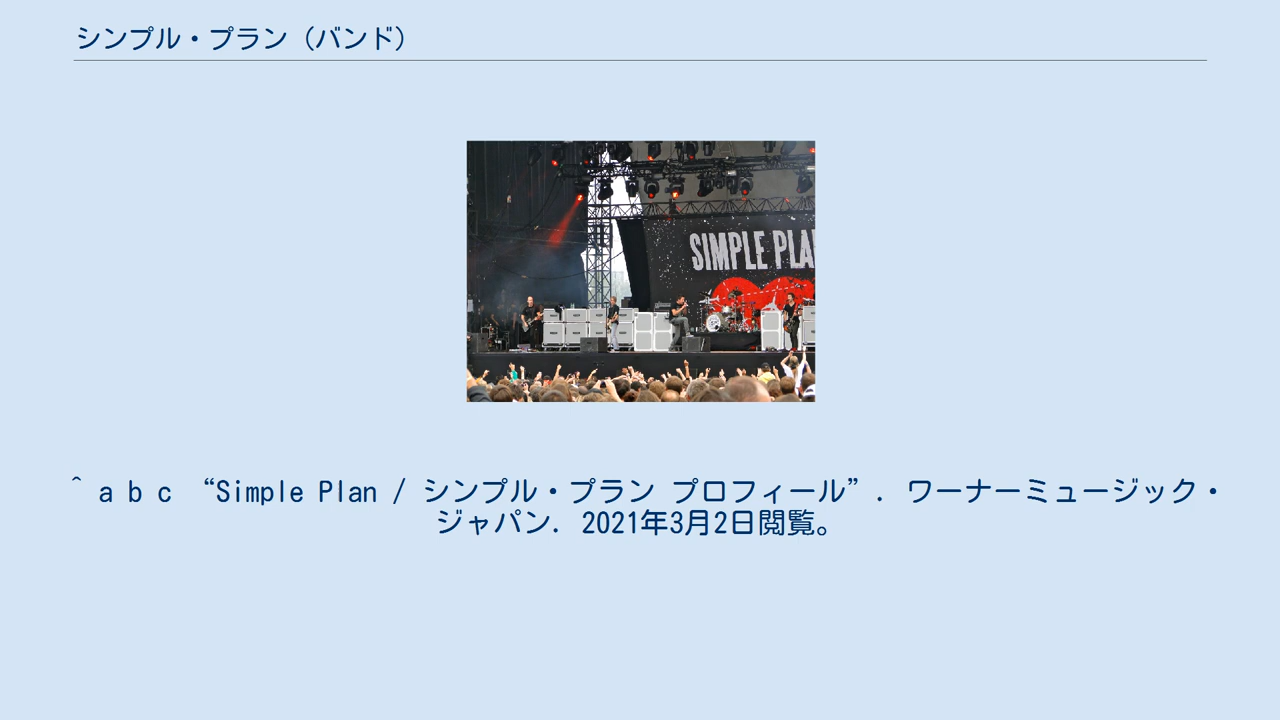 シンプル・プラン（バンド）
SIMPLE PLA
^ a b c “Simple Plan / シンプル・プラン プロフィール”. ワーナーミュージック・
ジャパン. 2021年3月2日閲覧。